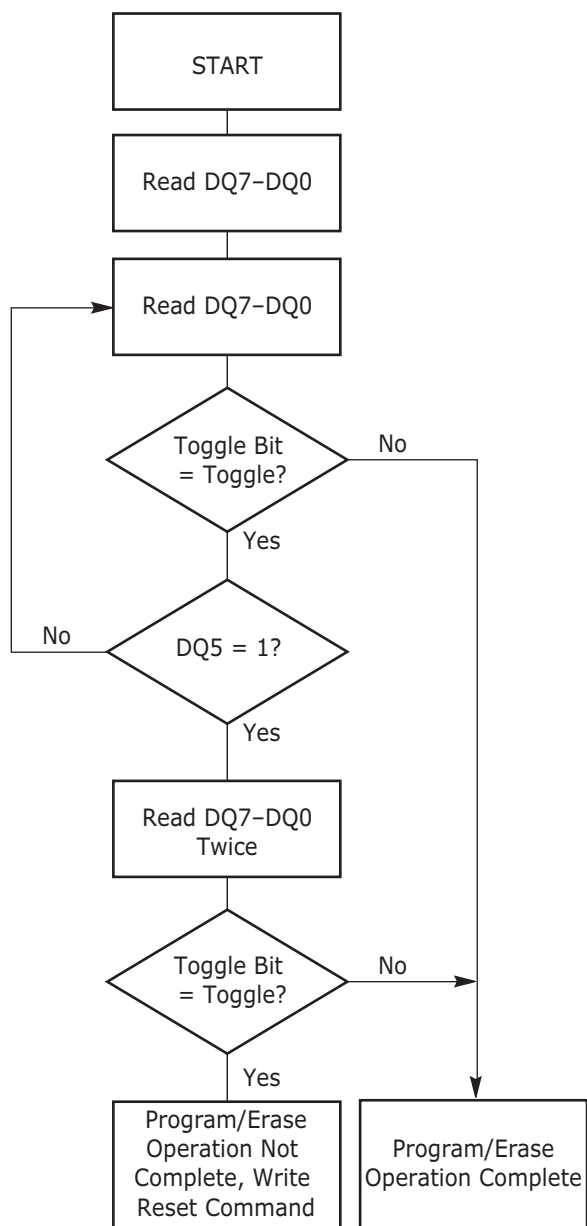 START
Read DQ7–DQ0
Read DQ7–DQ0
Toggle Bit
= Toggle?
No
Yes
No
DQ5 = 1?
Yes
Read DQ7–DQ0
Twice
Toggle Bit
= Toggle?
No
Yes
Program/Erase
Operation Not
Complete, Write
Reset Command
Program/Erase
Operation Complete